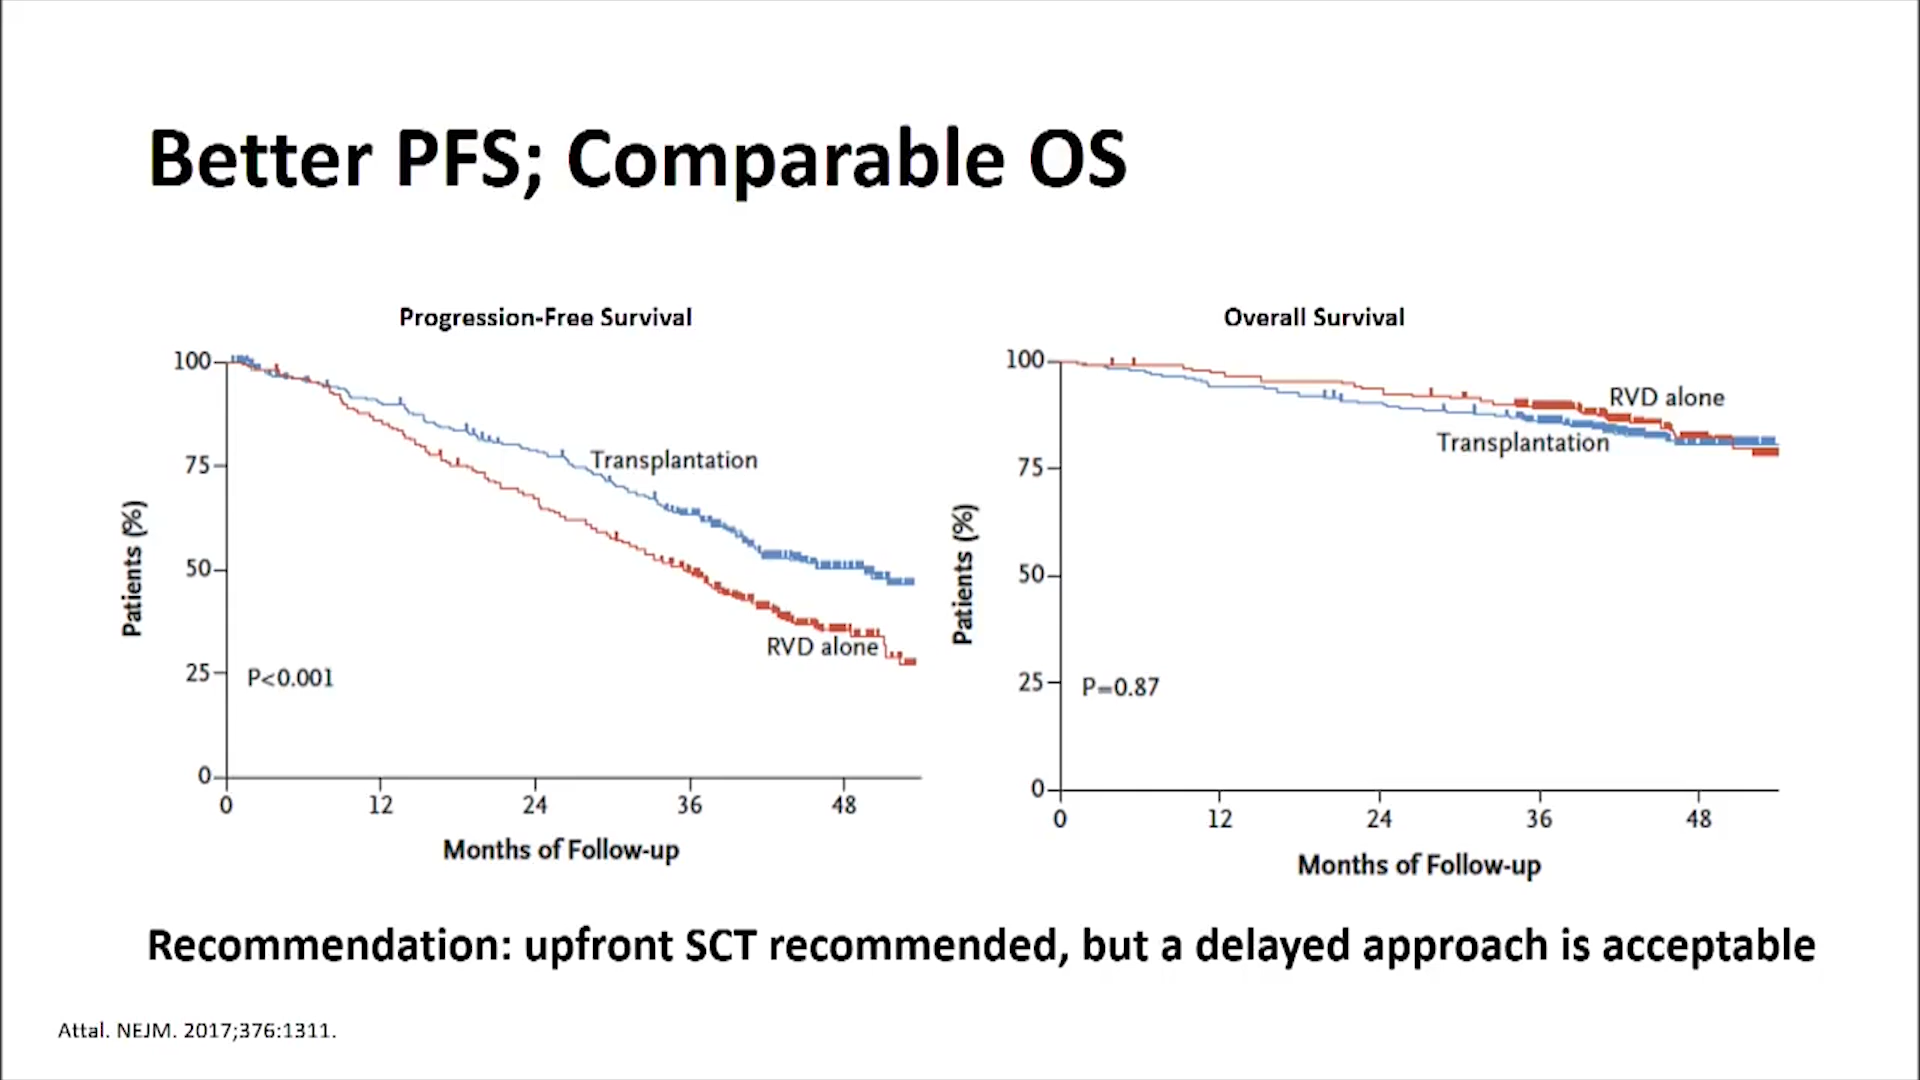 Better PFS; Comparable OS
Progression-Free Survival
100
75
50
25
0
Patients (%)
Transplantation
RVD alone
P<0.001
0 12 24 36 48
Months of Follow-up
Overall Survival
100
75
50
25
0
Patients (%)
RVD alone
Transplantation
P=0.87
0 12 24 36 48
Months of Follow-up
Recommendation: upfront SCT recommended, but a delayed approach is acceptable
Attal. NEJM. 2017;376:1311.